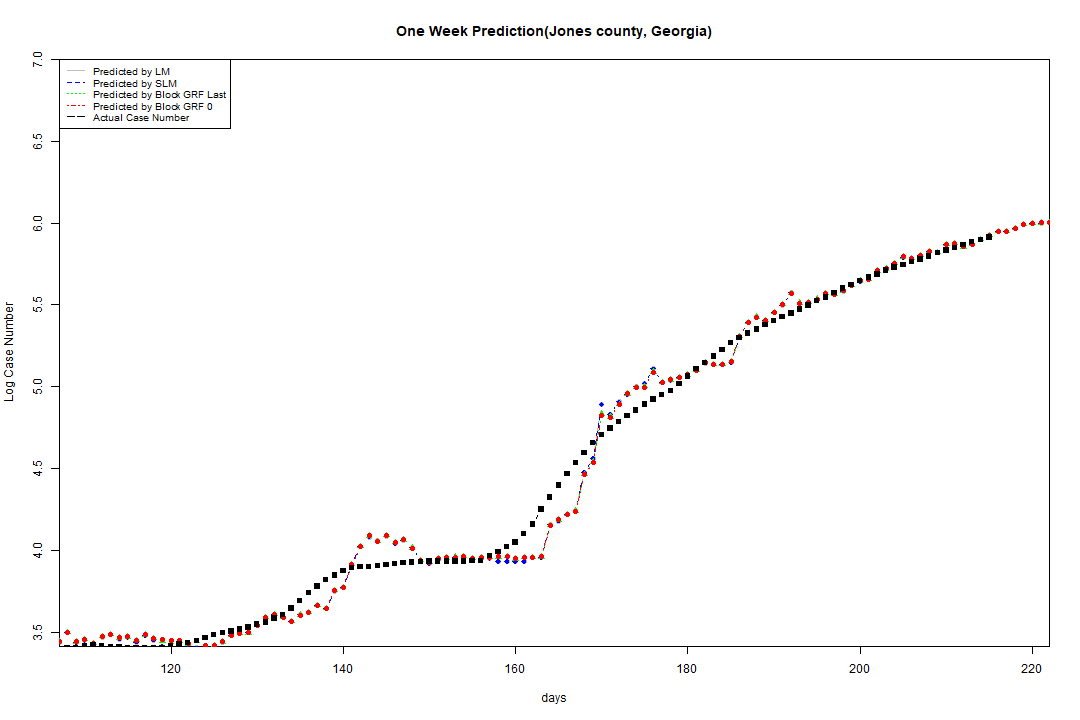 One Week Prediction(Jones county, Georgia)
Predicted by LM
Predicted by SLM
Predicted by Block GRF Last
Predicted by Block GRF 0
Actual Case Number
7.0
6.5
6.0
5.5
5.0
4.5
4.0
3.5
Log Case Number
120 140 160 180 200 220
days